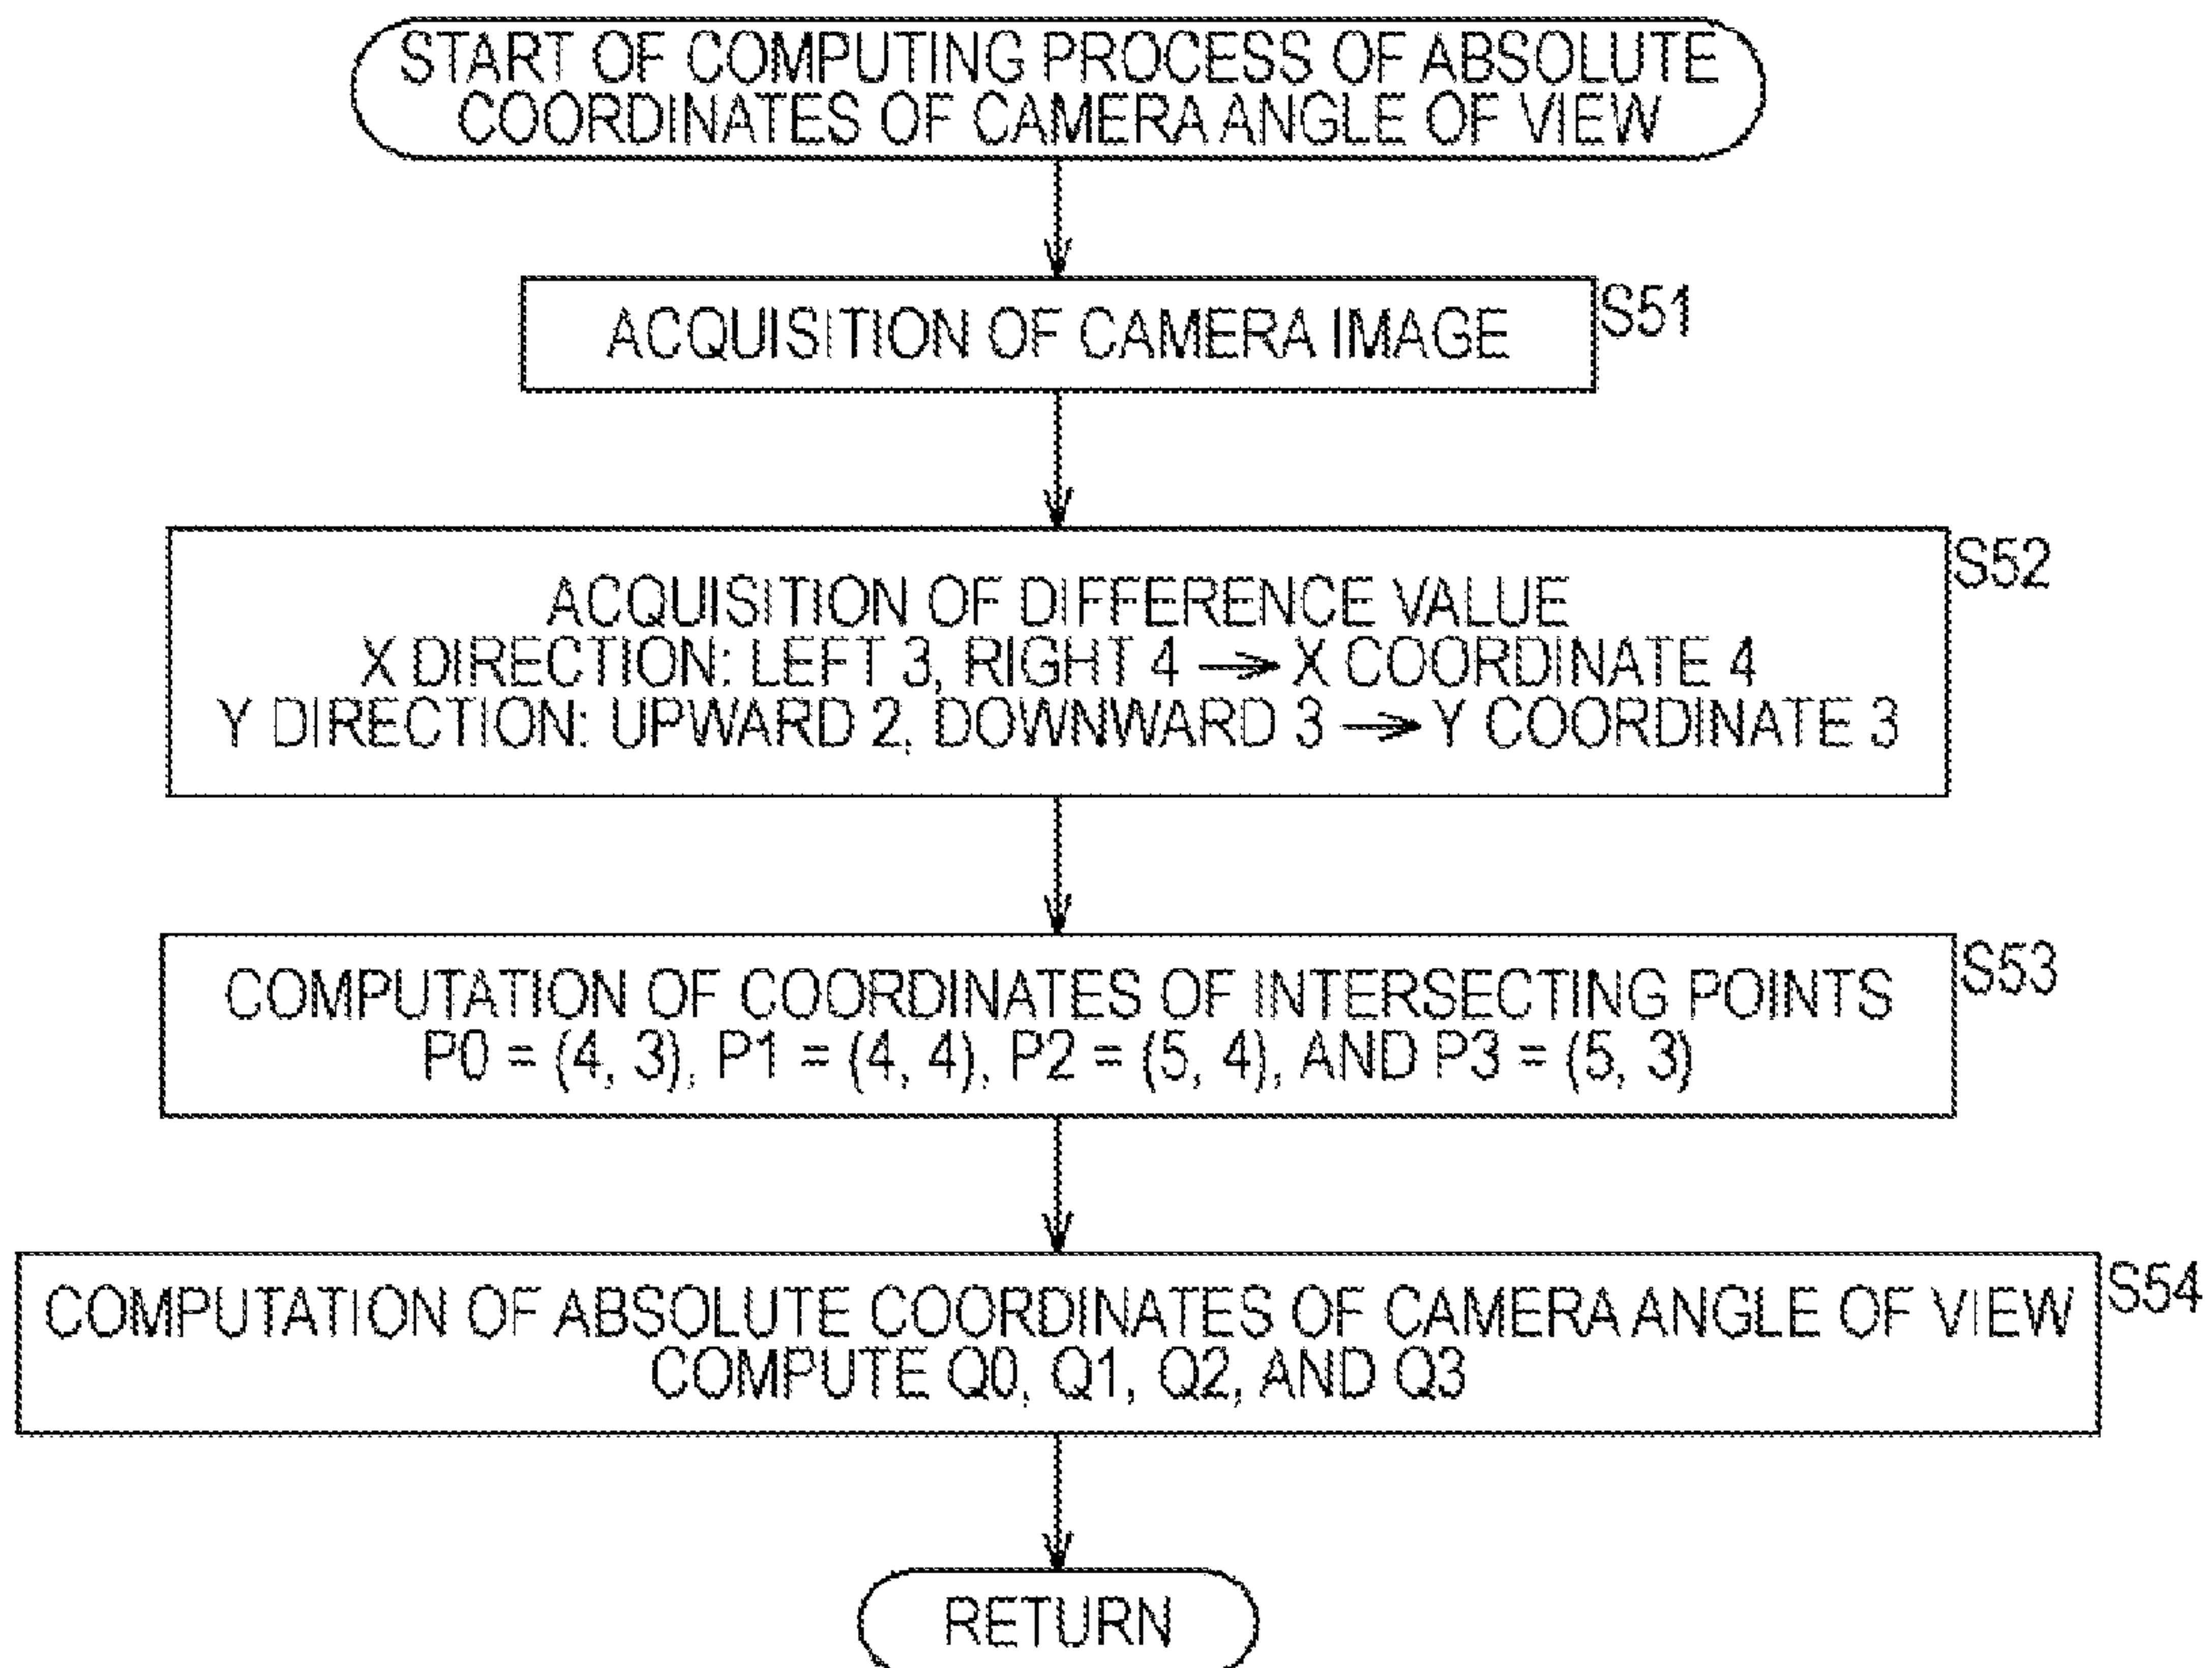 START OF COMPUTING PROCESS OF ABSOLUTE
COORDINATES OF CAMERA ANGLE OF VIEW
ACQUISITION OF CAMERA IMAGE
S51
ACQUISITION OF DIFFERENCE VALUE
X DIRECTION: LEFT 3, RIGHT 4 → X COORDINATE 4
Y DIRECTION: UPWARD 2, DOWNWARD 3 → Y COORDINATE 3
S52
COMPUTATION OF COORDINATES OF INTERSECTING POINTS
P0 = (4, 3), P1 = (4, 4), P2 = (5, 4), AND P3 = (5, 3)
S53
COMPUTATION OF ABSOLUTE COORDINATES OF CAMERA ANGLE OF VIEW
COMPUTE Q0, Q1, Q2, AND Q3
S54
RETURN